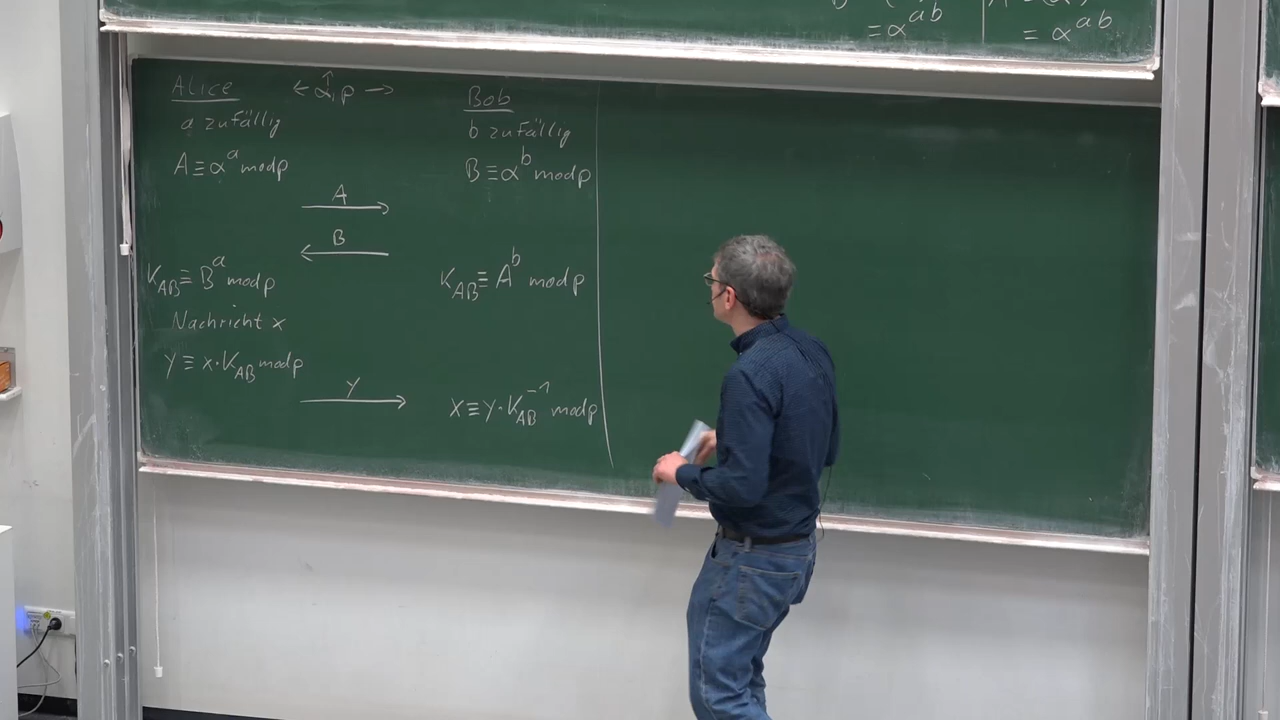 = α^ab = α^ab
Alice ← α, p → Bob
a zufällig b zufällig
A ≡ α^a mod p B ≡ α^b mod p
A
B
K_AB ≡ B^a mod p K_AB ≡ A^b mod p
Nachricht x
y ≡ x·K_AB mod p
y
x ≡ y·K_AB^-1 mod p